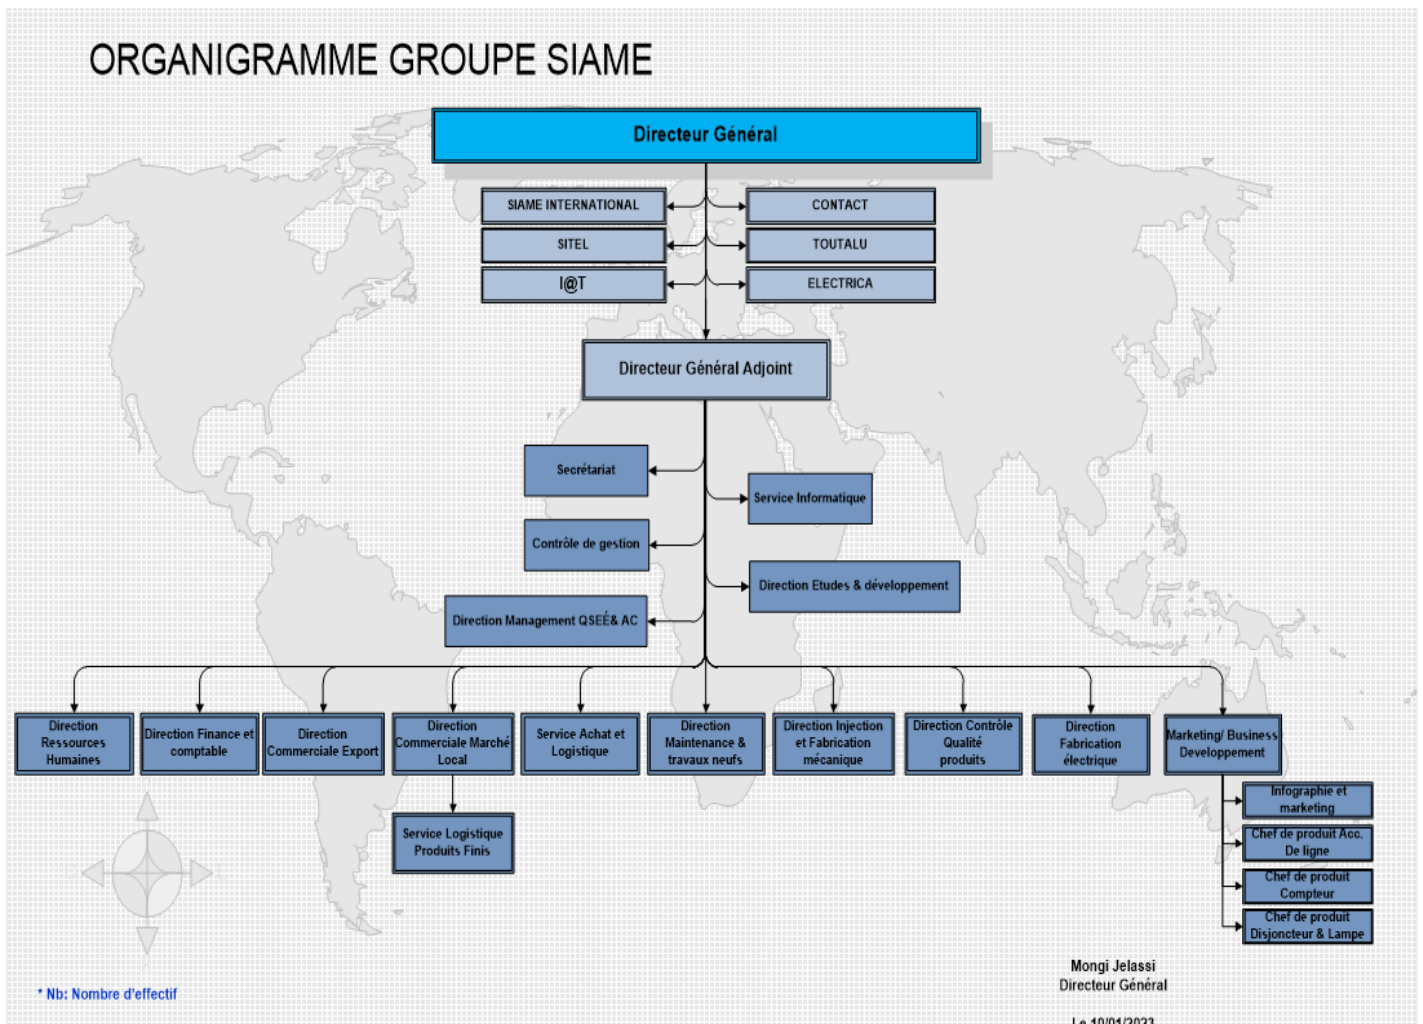 ORGANIGRAMME GROUPE SIAME
Directeur Général
SIAME INTERNATIONAL
CONTACT
SITEL
TOUTALU
I@T
ELECTRICA
Directeur Général Adjoint
Secrétariat
Service Informatique
Contrôle de gestion
Direction Etudes & développement
Direction Management QSEÉ& AC
Direction
Ressources
Humaines
Direction Finance et
comptable
Direction
Commerciale Export
Direction
Commerciale Marché
Local
Service Achat et
Logistique
Direction
Maintenance &
travaux neufs
Direction Injection
et Fabrication
mécanique
Direction Contrôle
Qualité
produits
Direction
Fabrication
électrique
Marketing/ Business
Developpement
Service Logistique
Produits Finis
Infographie et
marketing
Chef de produit Acc.
De ligne
Chef de produit
Compteur
Chef de produit
Disjoncteur & Lampe
Mongi Jelassi
Directeur Général
* Nb: Nombre d'effectif
Le 10/01/2023